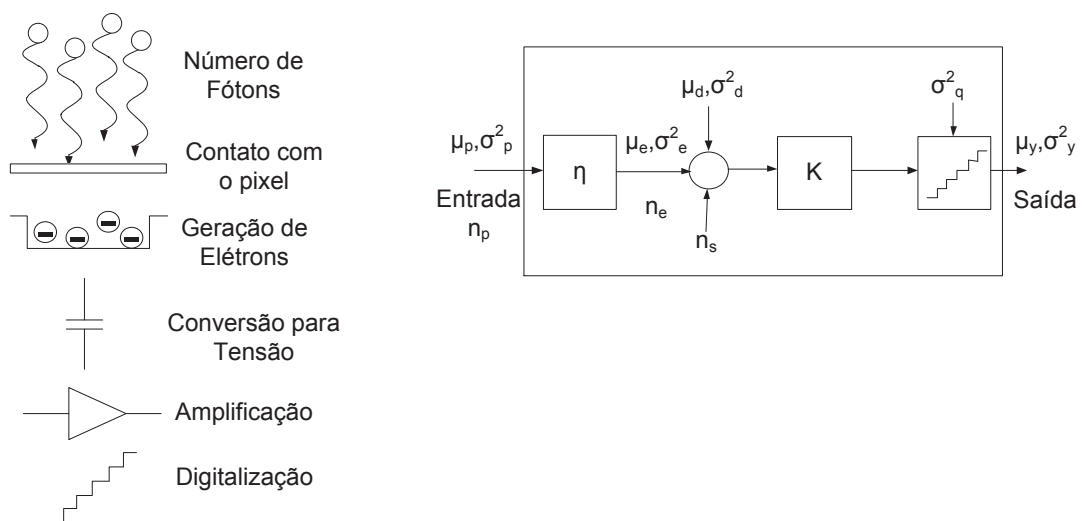 Número de
Fótons
Contato com
o pixel
Geração de
Elétrons
Conversão para
Tensão
Amplificação
Digitalização
μd,σ²d
σ²q
μp,σ²p
μe,σ²e
μy,σ²y
η
K
Entrada
Saída
np
ne
ns